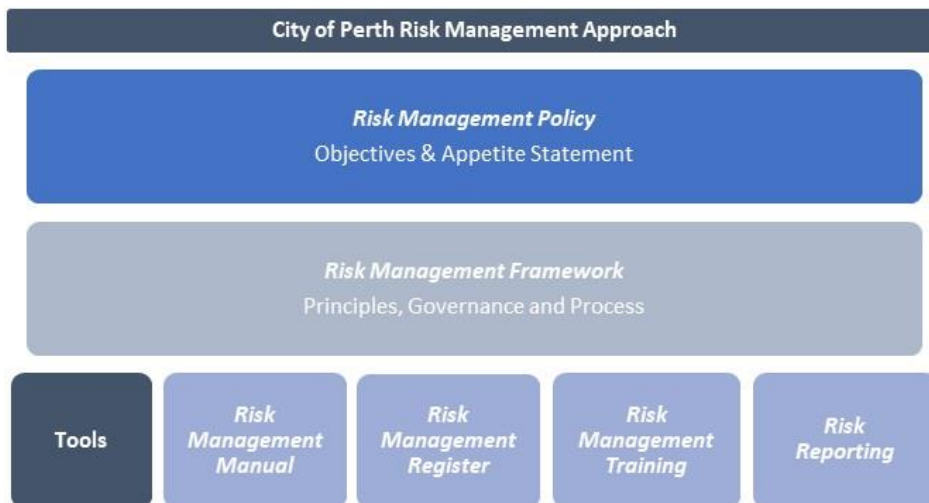 City of Perth Risk Management Approach
Risk Management Policy
Objectives & Appetite Statement
Risk Management Framework
Principles, Governance and Process
Tools
Risk
Management
Manual
Risk
Management
Register
Risk
Management
Training
Risk
Reporting